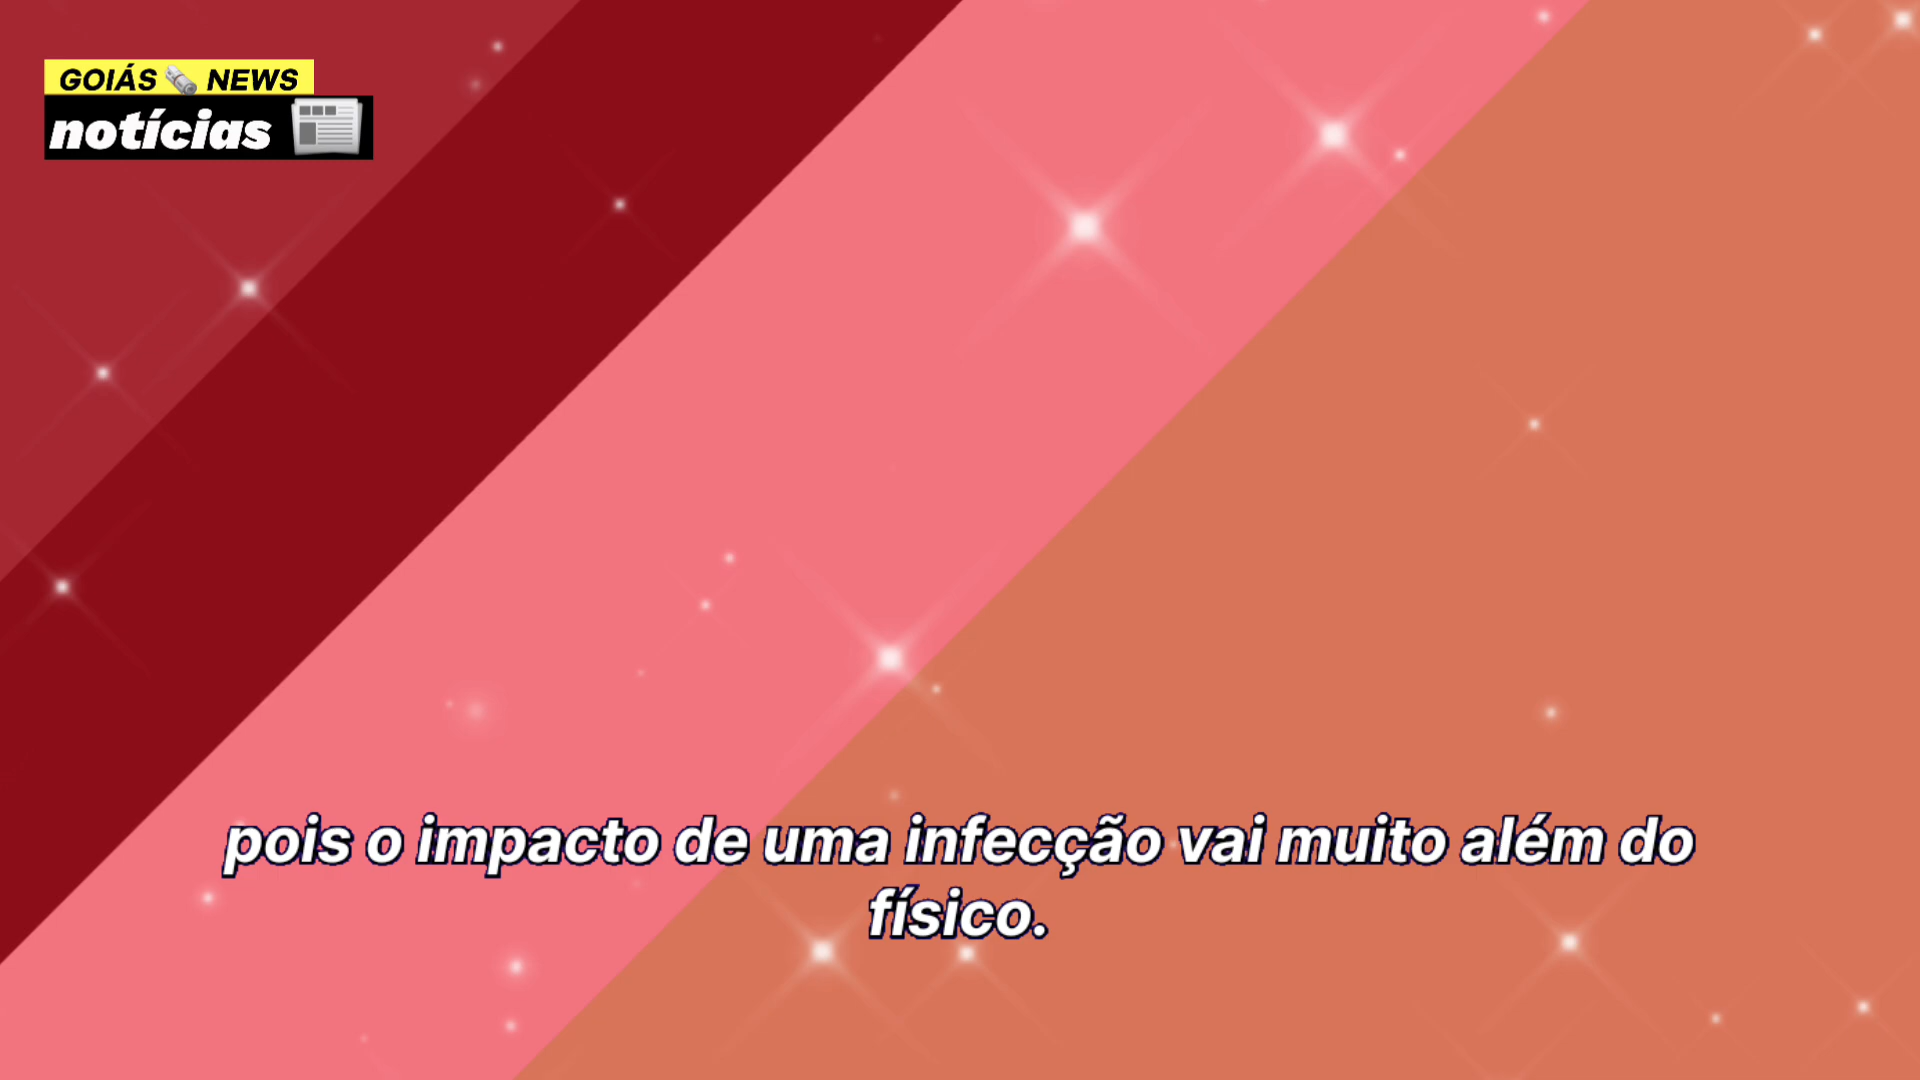 GOIÁS NEWS
notícias
pois o impacto de uma infecção vai muito além do
físico.